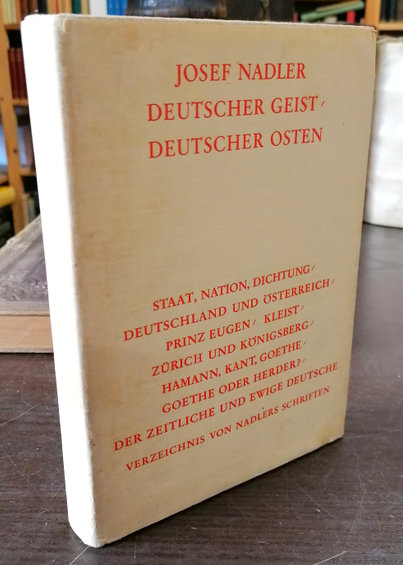 JOSEF NADLER
DEUTSCHER GEIST/
DEUTSCHER OSTEN
STAAT, NATION, DICHTUNG/
DEUTSCHLAND UND ÖSTERREICH/
PRINZ EUGEN/ KLEIST/
ZÜRICH UND KÖNIGSBERG/
HAMANN, KANT, GOETHE/
GOETHE ODER HERDER?/
DER ZEITLICHE UND EWIGE DEUTSCHE
VERZEICHNIS VON NADLERS SCHRIFTEN